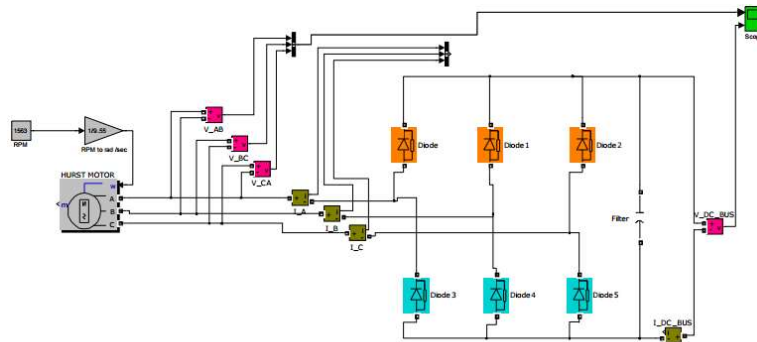 Scop
1563
RPM
1/9.55
RPM to rad /sec
V_AB
V_BC
V_CA
HURST MOTOR
w
m
A
B
C
I_A
I_B
I_C
Diode
Diode 1
Diode 2
Filter
V_DC_BUS
Diode 3
Diode 4
Diode 5
I_DC_BUS